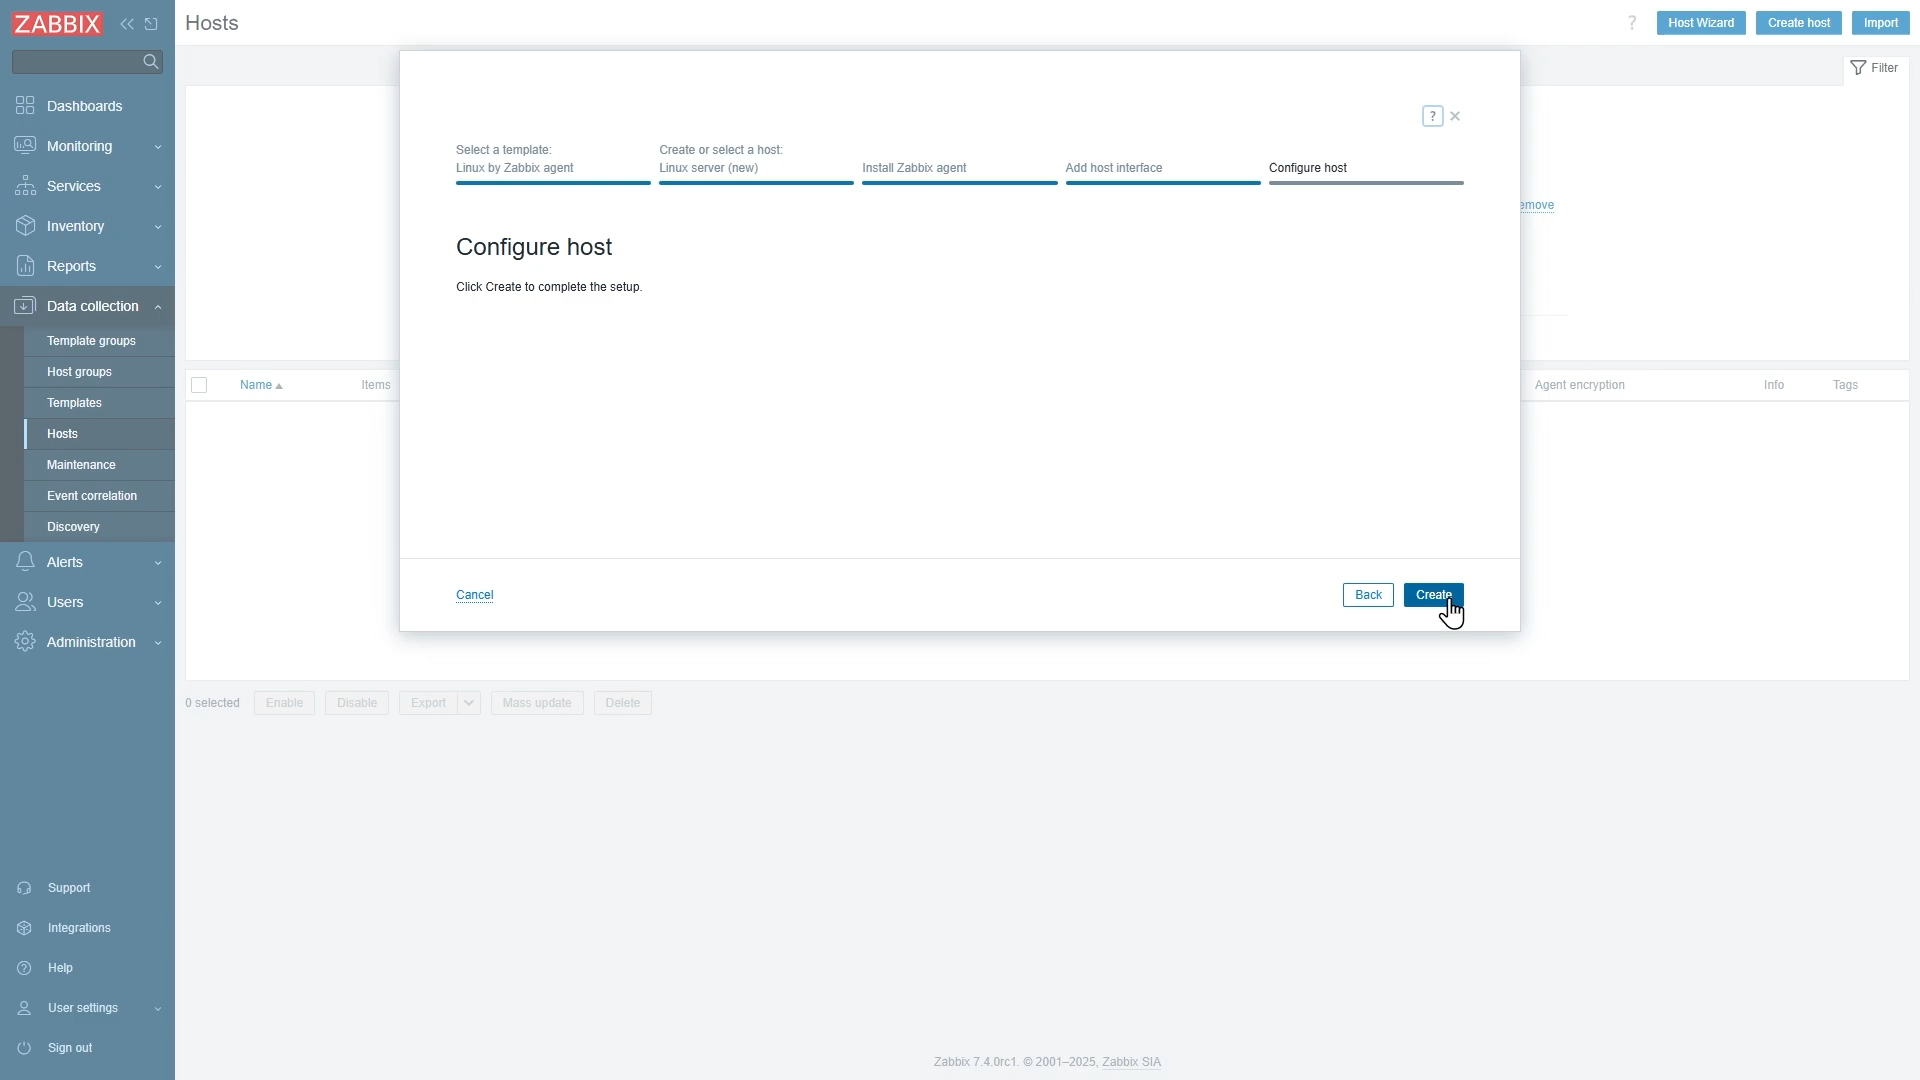 ZABBIX
Hosts
?
Host Wizard
Create host
Import
Filter
Dashboards
Monitoring
Services
Inventory
Reports
Data collection
Template groups
Host groups
Templates
Hosts
Maintenance
Event correlation
Discovery
Alerts
Users
Administration
Support
Integrations
Help
User settings
Sign out
?
Select a template:
Linux by Zabbix agent
Create or select a host:
Linux server (new)
Install Zabbix agent
Add host interface
Configure host
Configure host
Click Create to complete the setup.
Cancel
Back
Create
emove
Name
Items
Agent encryption
Info
Tags
0 selected
Enable
Disable
Export
Mass update
Delete
Zabbix 7.4.0rc1. © 2001–2025, Zabbix SIA